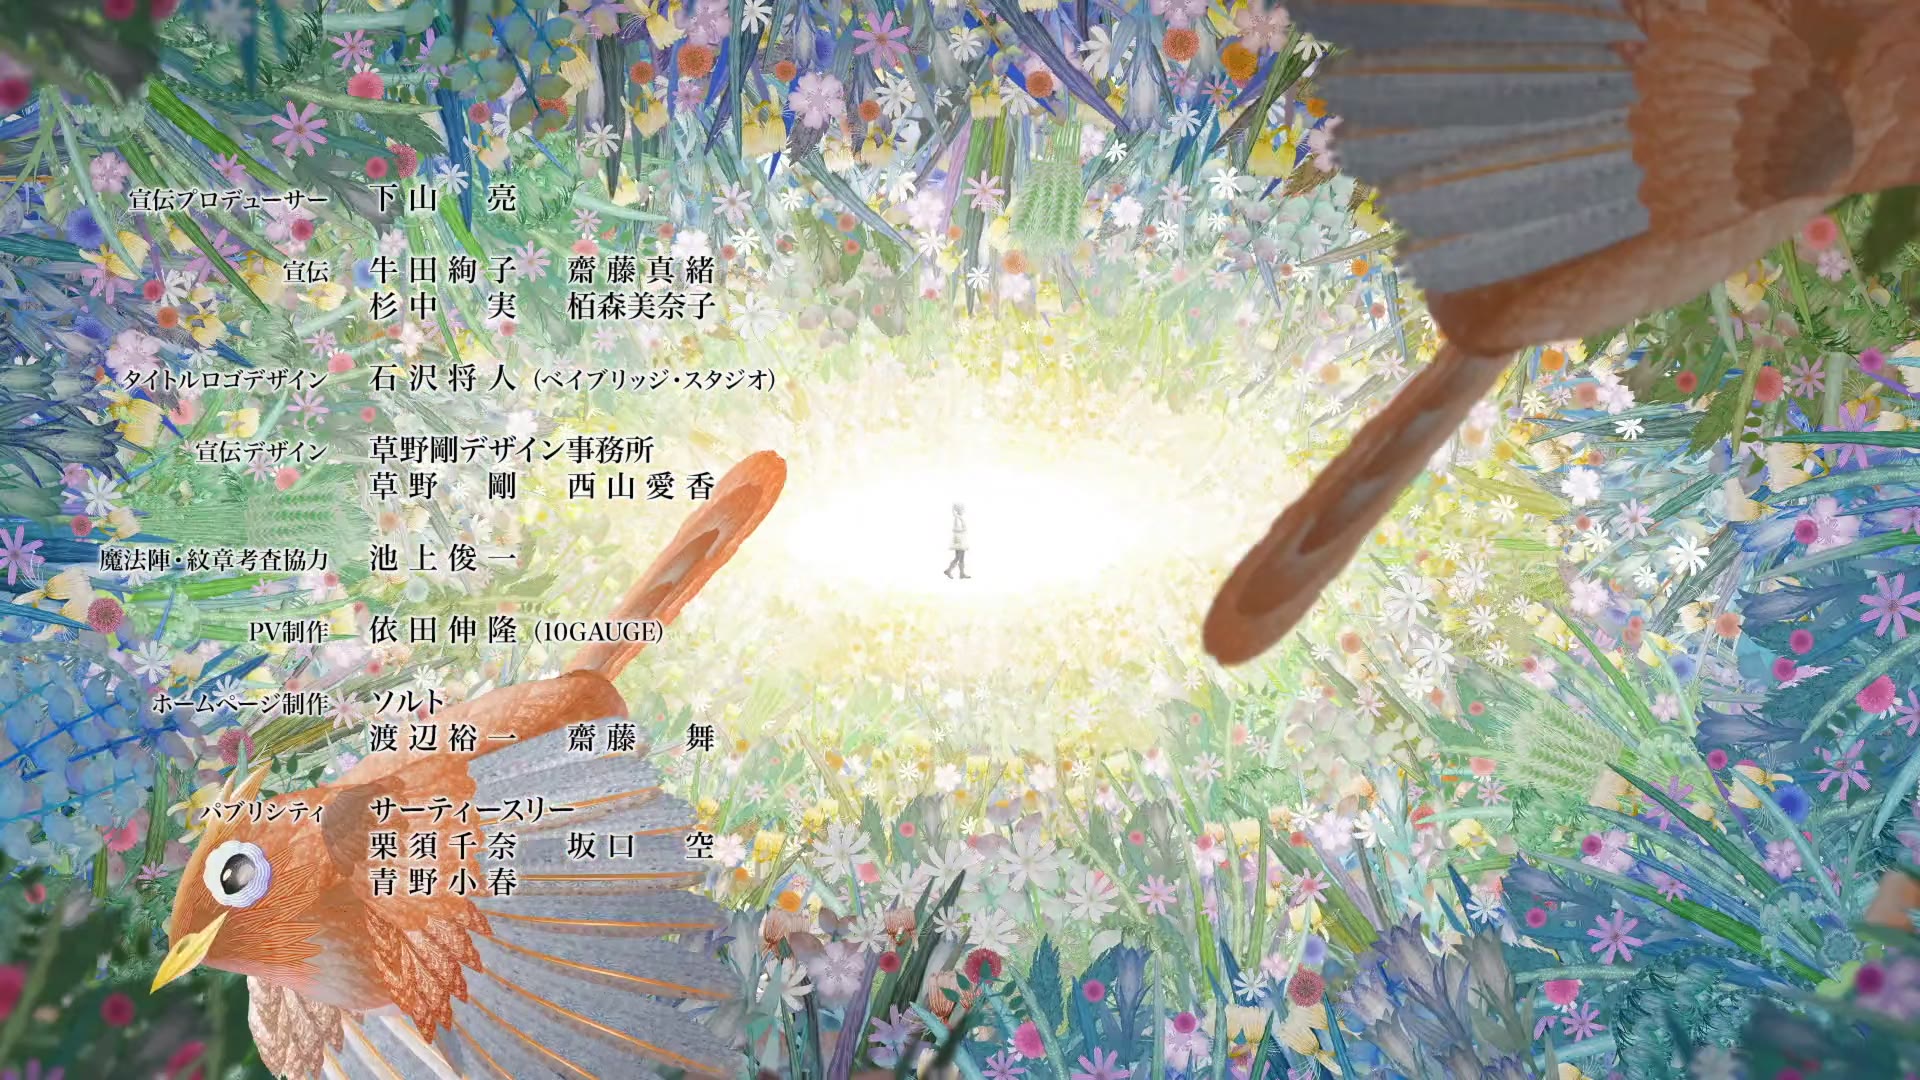 宣伝プロデューサー 下山 亮
宣伝 牛田絢子 齋藤真緒
杉中 実 栢森美奈子
タイトルロゴデザイン 石沢将人 (ベイブリッジ・スタジオ)
宣伝デザイン 草野剛デザイン事務所
草野 剛 西山愛香
魔法陣・紋章考査協力 池上俊一
PV制作 依田伸隆 (10GAUGE)
ホームページ制作 ソルト
渡辺裕一 齋藤 舞
パブリシティ サーティースリー
栗須千奈 坂口 空
青野小春